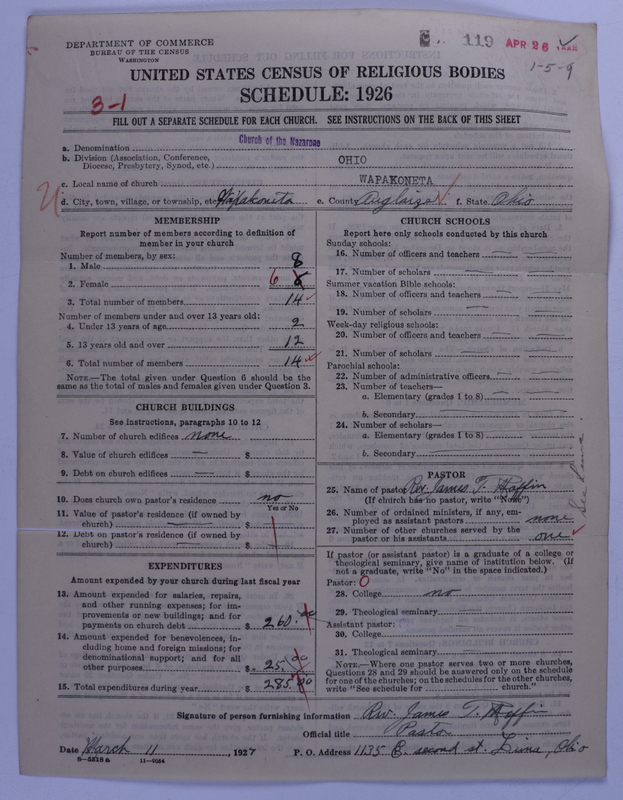 DEPARTMENT OF COMMERCE
BUREAU OF THE CENSUS
WASHINGTON
119 APR 26
1-5-9
UNITED STATES CENSUS OF RELIGIOUS BODIES
SCHEDULE: 1926
3-1
FILL OUT A SEPARATE SCHEDULE FOR EACH CHURCH. SEE INSTRUCTIONS ON THE BACK OF THIS SHEET
a. Denomination Church of the Nazarene
b. Division (Association, Conference,
Diocese, Presbytery, Synod, etc.) OHIO
c. Local name of church WAPAKONETA
d. City, town, village, or township, etc. Wapakoneta e. County Auglaize f. State Ohio
MEMBERSHIP
Report number of members according to definition of
member in your church
Number of members, by sex:
1. Male 8
2. Female 6
3. Total number of members 14
Number of members under and over 13 years old:
4. Under 13 years of age 2
5. 13 years old and over 12
6. Total number of members 14
NOTE.—The total given under Question 6 should be the
same as the total of males and females given under Question 3.
CHURCH BUILDINGS
See instructions, paragraphs 10 to 12
7. Number of church edifices none
8. Value of church edifices — $
9. Debt on church edifices — $
10. Does church own pastor's residence no
Yes or No
11. Value of pastor's residence (if owned by
church) — $
12. Debt on pastor's residence (if owned by
church) — $
EXPENDITURES
Amount expended by your church during last fiscal year
13. Amount expended for salaries, repairs,
and other running expenses; for im-
provements or new buildings; and for
payments on church debt $ 260.00
14. Amount expended for benevolences, in-
cluding home and foreign missions; for
denominational support; and for all
other purposes $ 25.00
15. Total expenditures during year $ 285.00
CHURCH SCHOOLS
Report here only schools conducted by this church
Sunday schools:
16. Number of officers and teachers —
17. Number of scholars —
Summer vacation Bible schools:
18. Number of officers and teachers —
19. Number of scholars —
Week-day religious schools:
20. Number of officers and teachers —
21. Number of scholars —
Parochial schools:
22. Number of administrative officers —
23. Number of teachers—
a. Elementary (grades 1 to 8) —
b. Secondary —
24. Number of scholars—
a. Elementary (grades 1 to 8) —
b. Secondary —
PASTOR
25. Name of pastor Rev. James T.
(If church has no pastor, write "None")
26. Number of ordained ministers, if any, em-
ployed as assistant pastors none
27. Number of other churches served by the
pastor or his assistants one
See Lima
If pastor (or assistant pastor) is a graduate of a college or
theological seminary, give name of institution below. (If
not a graduate, write "No" in the space indicated.)
Pastor: 0
28. College no
29. Theological seminary
Assistant pastor:
30. College
31. Theological seminary
NOTE.—Where one pastor serves two or more churches,
Questions 28 and 29 should be answered only on the schedule
for one of the churches; on the schedules for the other churches,
write "See schedule for church."
Signature of person furnishing information Rev. James T.
Official title Pastor
Date March 11, 1927 P. O. Address 1135 E. second st. Lima, Ohio
8-5518a 11-9054